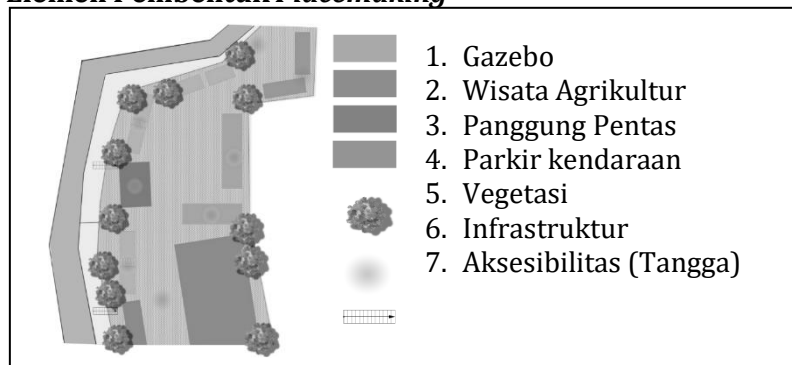 Elemen Pembentuk Placemaking
1. Gazebo
2. Wisata Agrikultur
3. Panggung Pentas
4. Parkir kendaraan
5. Vegetasi
6. Infrastruktur
7. Aksesibilitas (Tangga)